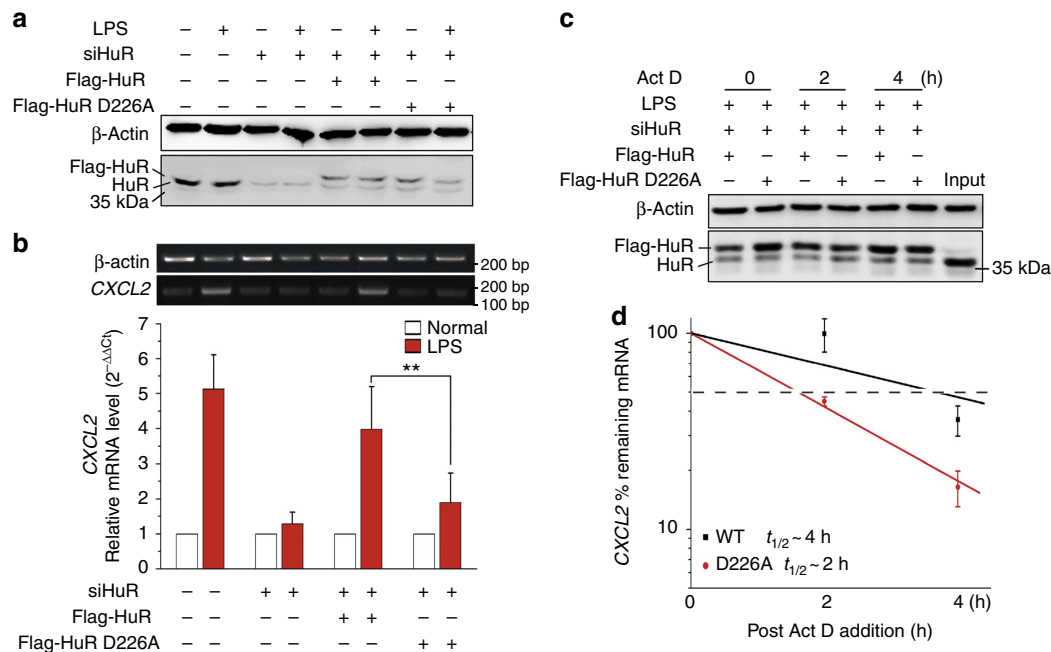 a
LPS – + – + – + – +
siHuR – – + + + + + +
Flag-HuR – – – – + + – –
Flag-HuR D226A – – – – – – + +
β-Actin
Flag-HuR
HuR
35 kDa
b
β-actin
200 bp
CXCL2
200 bp
100 bp
CXCL2
Relative mRNA level (2−ΔΔCt)
7
6
5
4
3
2
1
0
Normal
LPS
**
siHuR – – + + + + + +
Flag-HuR – – – – + + – –
Flag-HuR D226A – – – – – – + +
c
Act D 0 2 4 (h)
LPS + + + + + +
siHuR + + + + + +
Flag-HuR + – + – + –
Flag-HuR D226A – + – + – + Input
β-Actin
Flag-HuR
HuR
35 kDa
d
CXCL2 % remaining mRNA
100
10
WT t1/2 ~ 4 h
D226A t1/2 ~ 2 h
0 2 4 (h)
Post Act D addition (h)